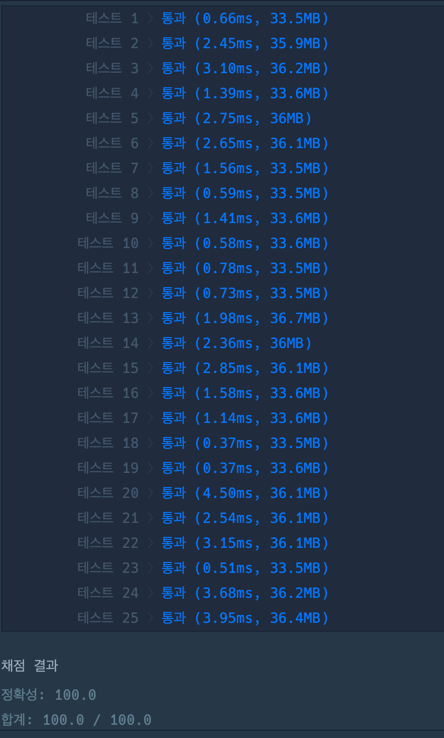 테스트 1 〉 통과 (0.66ms, 33.5MB)
테스트 2 〉 통과 (2.45ms, 35.9MB)
테스트 3 〉 통과 (3.10ms, 36.2MB)
테스트 4 〉 통과 (1.39ms, 33.6MB)
테스트 5 〉 통과 (2.75ms, 36MB)
테스트 6 〉 통과 (2.65ms, 36.1MB)
테스트 7 〉 통과 (1.56ms, 33.5MB)
테스트 8 〉 통과 (0.59ms, 33.5MB)
테스트 9 〉 통과 (1.41ms, 33.6MB)
테스트 10 〉 통과 (0.58ms, 33.6MB)
테스트 11 〉 통과 (0.78ms, 33.5MB)
테스트 12 〉 통과 (0.73ms, 33.5MB)
테스트 13 〉 통과 (1.98ms, 36.7MB)
테스트 14 〉 통과 (2.36ms, 36MB)
테스트 15 〉 통과 (2.85ms, 36.1MB)
테스트 16 〉 통과 (1.58ms, 33.6MB)
테스트 17 〉 통과 (1.14ms, 33.6MB)
테스트 18 〉 통과 (0.37ms, 33.5MB)
테스트 19 〉 통과 (0.37ms, 33.6MB)
테스트 20 〉 통과 (4.50ms, 36.1MB)
테스트 21 〉 통과 (2.54ms, 36.1MB)
테스트 22 〉 통과 (3.15ms, 36.1MB)
테스트 23 〉 통과 (0.51ms, 33.5MB)
테스트 24 〉 통과 (3.68ms, 36.2MB)
테스트 25 〉 통과 (3.95ms, 36.4MB)
채점 결과
정확성: 100.0
합계: 100.0 / 100.0